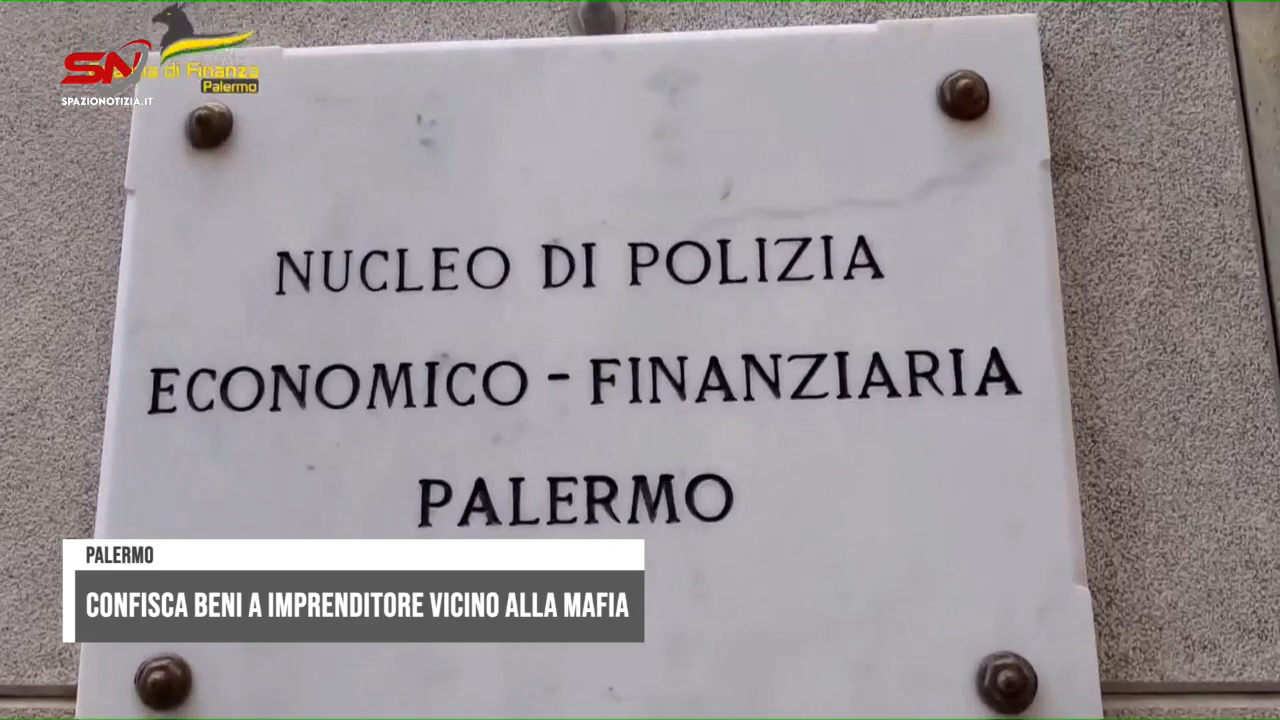 SN
di Finanza
Palermo
SPAZIONOTIZIA.IT
NUCLEO DI POLIZIA
ECONOMICO - FINANZIARIA
PALERMO
PALERMO
CONFISCA BENI A IMPRENDITORE VICINO ALLA MAFIA